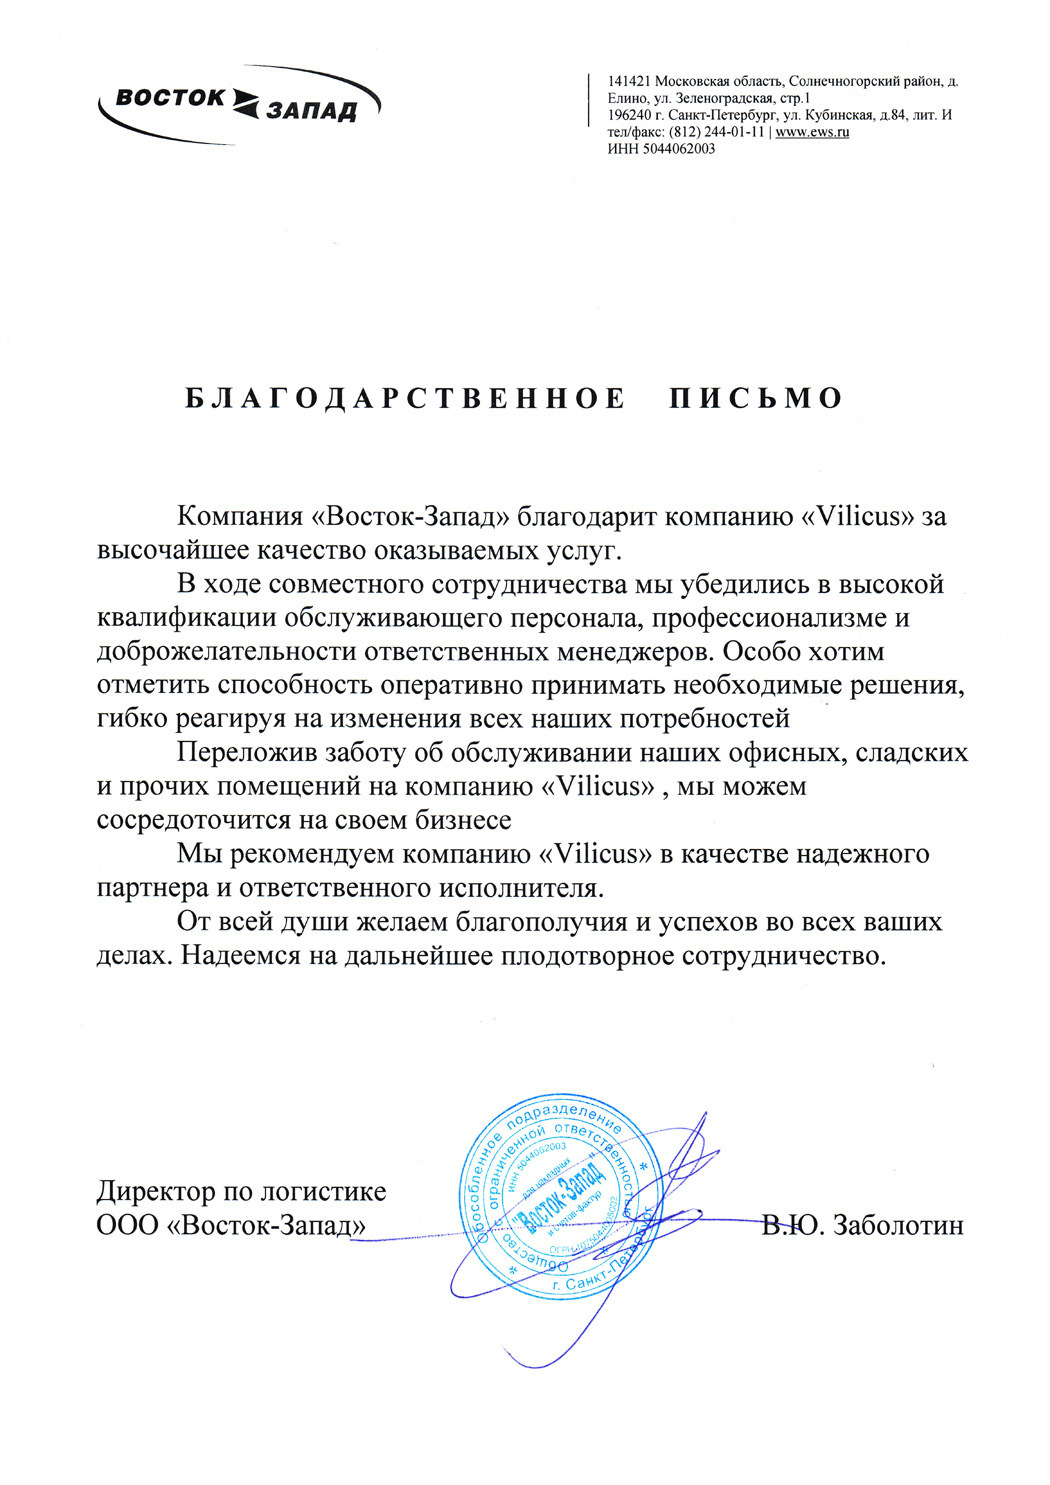 ВОСТОК ЗАПАД
141421 Московская область, Солнечногорский район, д.
Елино, ул. Зеленоградская, стр.1
196240 г. Санкт-Петербург, ул. Кубинская, д.84, лит. И
тел/факс: (812) 244-01-11 | www.ews.ru
ИНН 5044062003
БЛАГОДАРСТВЕННОЕ ПИСЬМО
Компания «Восток-Запад» благодарит компанию «Vilicus» за
высочайшее качество оказываемых услуг.
В ходе совместного сотрудничества мы убедились в высокой
квалификации обслуживающего персонала, профессионализме и
доброжелательности ответственных менеджеров. Особо хотим
отметить способность оперативно принимать необходимые решения,
гибко реагируя на изменения всех наших потребностей
Переложив заботу об обслуживании наших офисных, сладских
и прочих помещений на компанию «Vilicus» , мы можем
сосредоточится на своем бизнесе
Мы рекомендуем компанию «Vilicus» в качестве надежного
партнера и ответственного исполнителя.
От всей души желаем благополучия и успехов во всех ваших
делах. Надеемся на дальнейшее плодотворное сотрудничество.
Обособленное подразделение
г. Санкт-Петербург
Общество с ограниченной ответственностью
ИНН 5044062003
для накладных
"Восток-Запад"
и счетов-фактур
ОГРН
Директор по логистике
ООО «Восток-Запад»
В.Ю. Заболотин